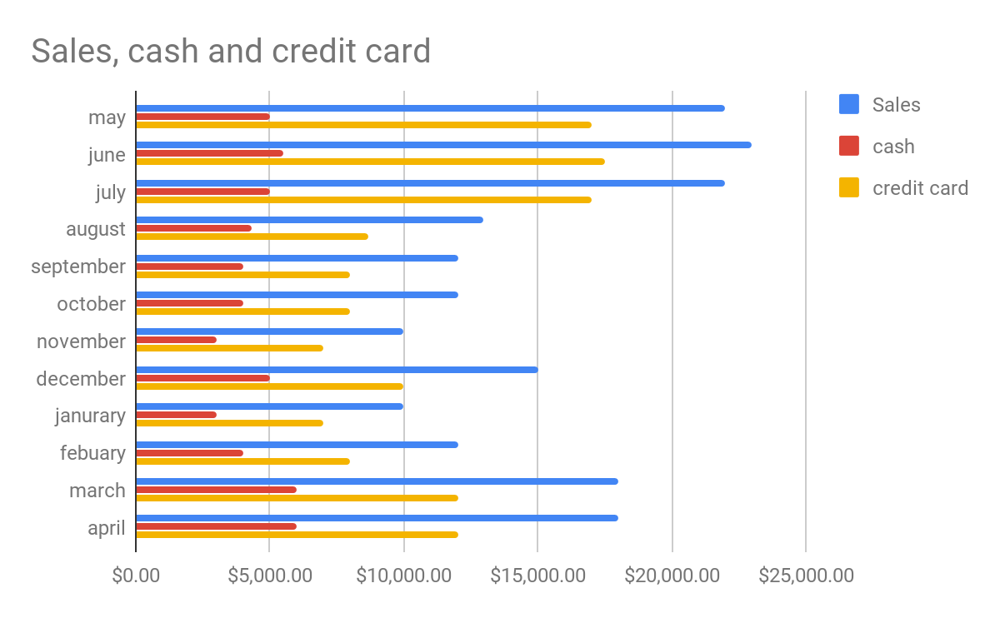 Sales, cash and credit card
may
june
july
august
september
october
november
december
janurary
febuary
march
april
$0.00
$5,000.00
$10,000.00
$15,000.00
$20,000.00
$25,000.00
Sales
cash
credit card